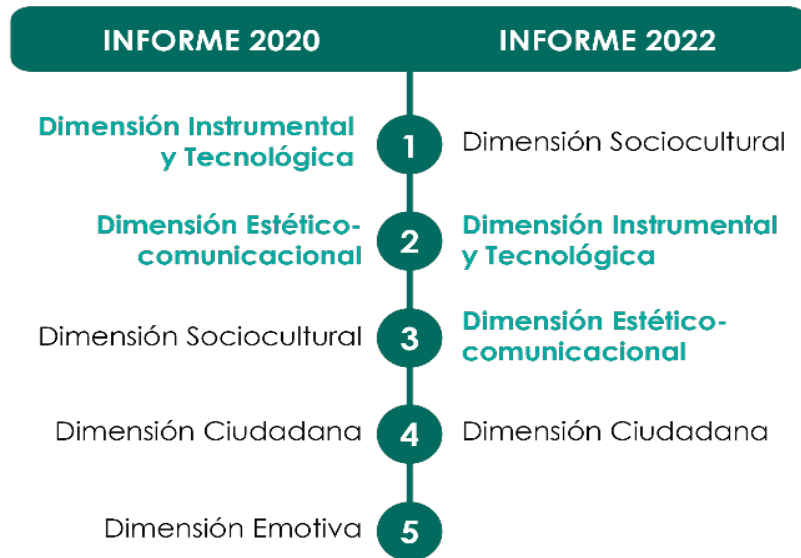 INFORME 2020
INFORME 2022
Dimensión Instrumental
y Tecnológica
1
Dimensión Sociocultural
Dimensión Estético-
comunicacional
2
Dimensión Instrumental
y Tecnológica
Dimensión Sociocultural
3
Dimensión Estético-
comunicacional
Dimensión Ciudadana
4
Dimensión Ciudadana
Dimensión Emotiva
5